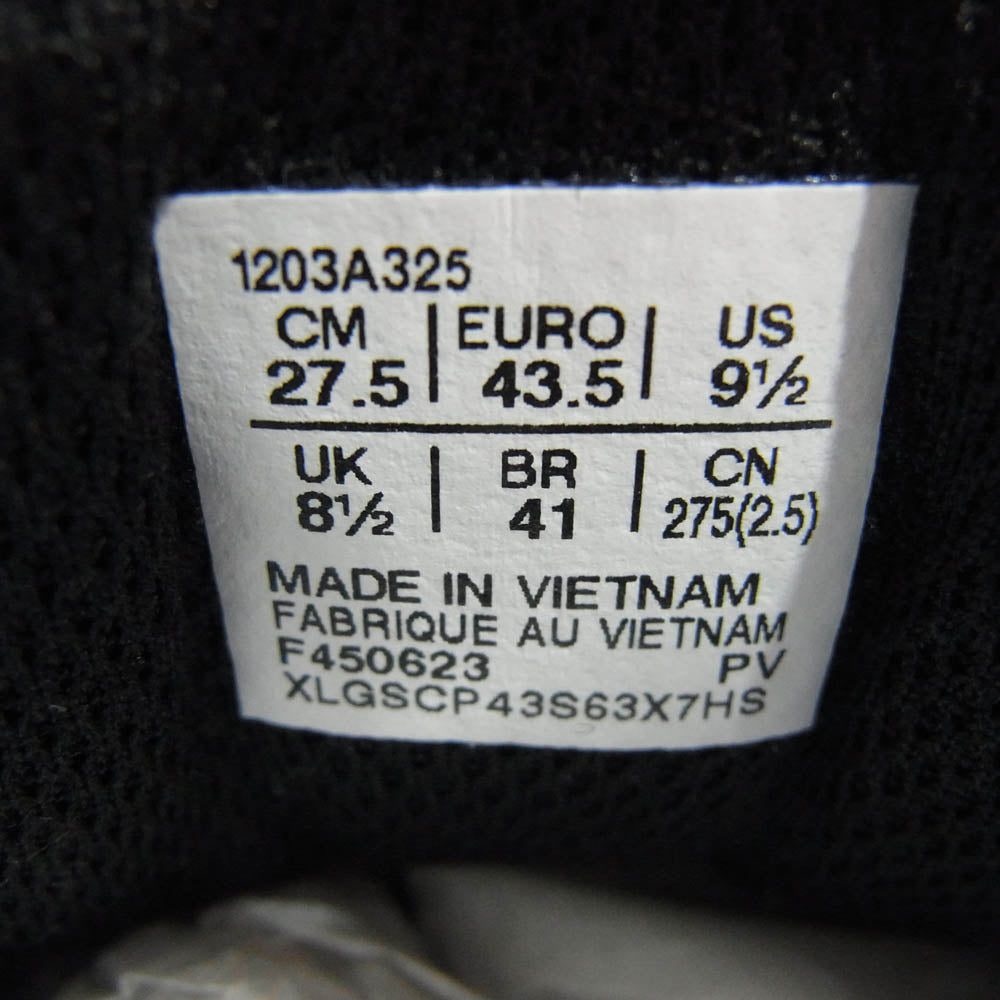 1203A325
CM | EURO | US
27.5 | 43.5 | 9½
UK | BR | CN
8½ | 41 | 275(2.5)
MADE IN VIETNAM
FABRIQUE AU VIETNAM
F450623 PV
XLGSCP43S63X7HS